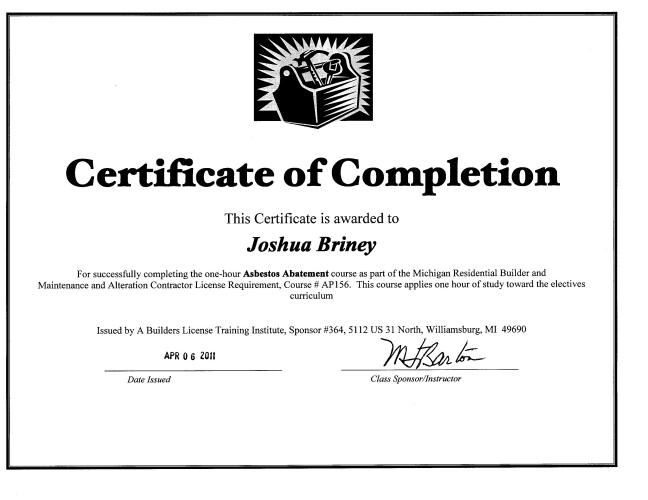 Certificate of Completion
This Certificate is awarded to
Joshua Briney
For successfully completing the one-hour Asbestos Abatement course as part of the Michigan Residential Builder and
Maintenance and Alteration Contractor License Requirement, Course # AP156. This course applies one hour of study toward the electives
curriculum
Issued by A Builders License Training Institute, Sponsor #364, 5112 US 31 North, Williamsburg, MI 49690
APR 06 2011
M Barton
Date Issued
Class Sponsor/Instructor